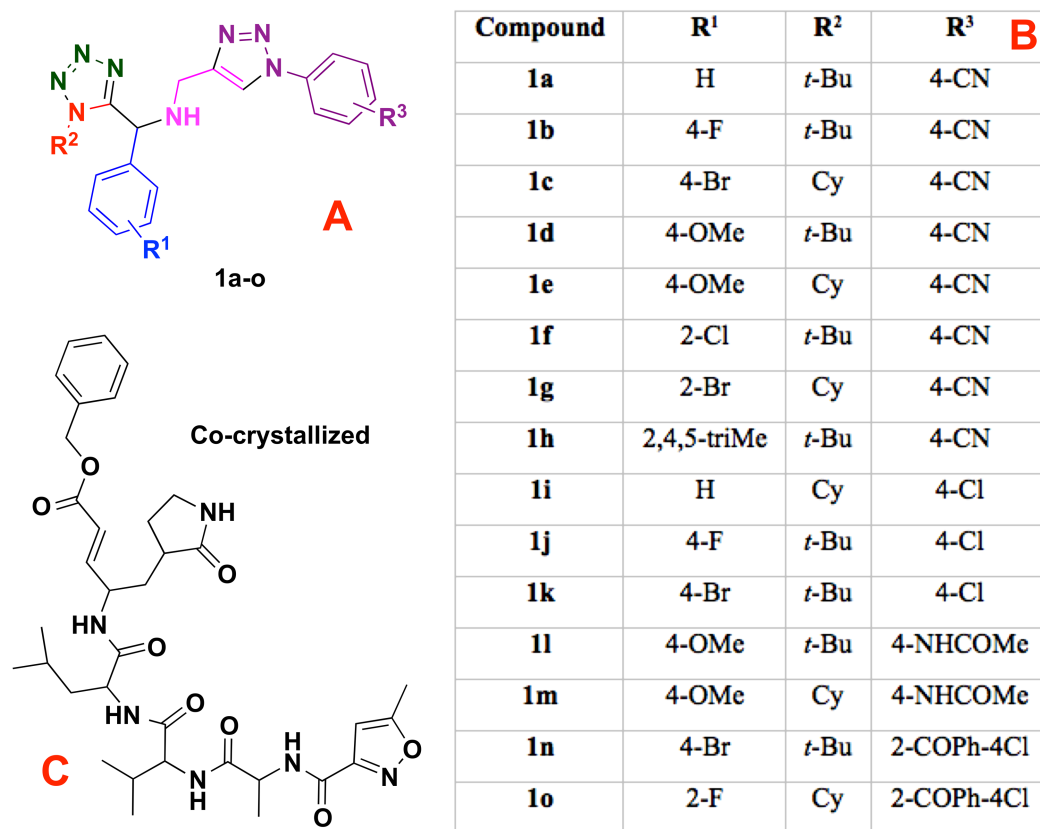 N
N
N
N
R²
NH
N=N
N
R³
R¹
A
1a-o
Co-crystallized
O
O
NH
O
HN
O
HN
O
N
H
O
H
N
O
N
O
C
Compound R¹ R² R³ B
1a H t-Bu 4-CN
1b 4-F t-Bu 4-CN
1c 4-Br Cy 4-CN
1d 4-OMe t-Bu 4-CN
1e 4-OMe Cy 4-CN
1f 2-Cl t-Bu 4-CN
1g 2-Br Cy 4-CN
1h 2,4,5-triMe t-Bu 4-CN
1i H Cy 4-Cl
1j 4-F t-Bu 4-Cl
1k 4-Br t-Bu 4-Cl
1l 4-OMe t-Bu 4-NHCOMe
1m 4-OMe Cy 4-NHCOMe
1n 4-Br t-Bu 2-COPh-4Cl
1o 2-F Cy 2-COPh-4Cl